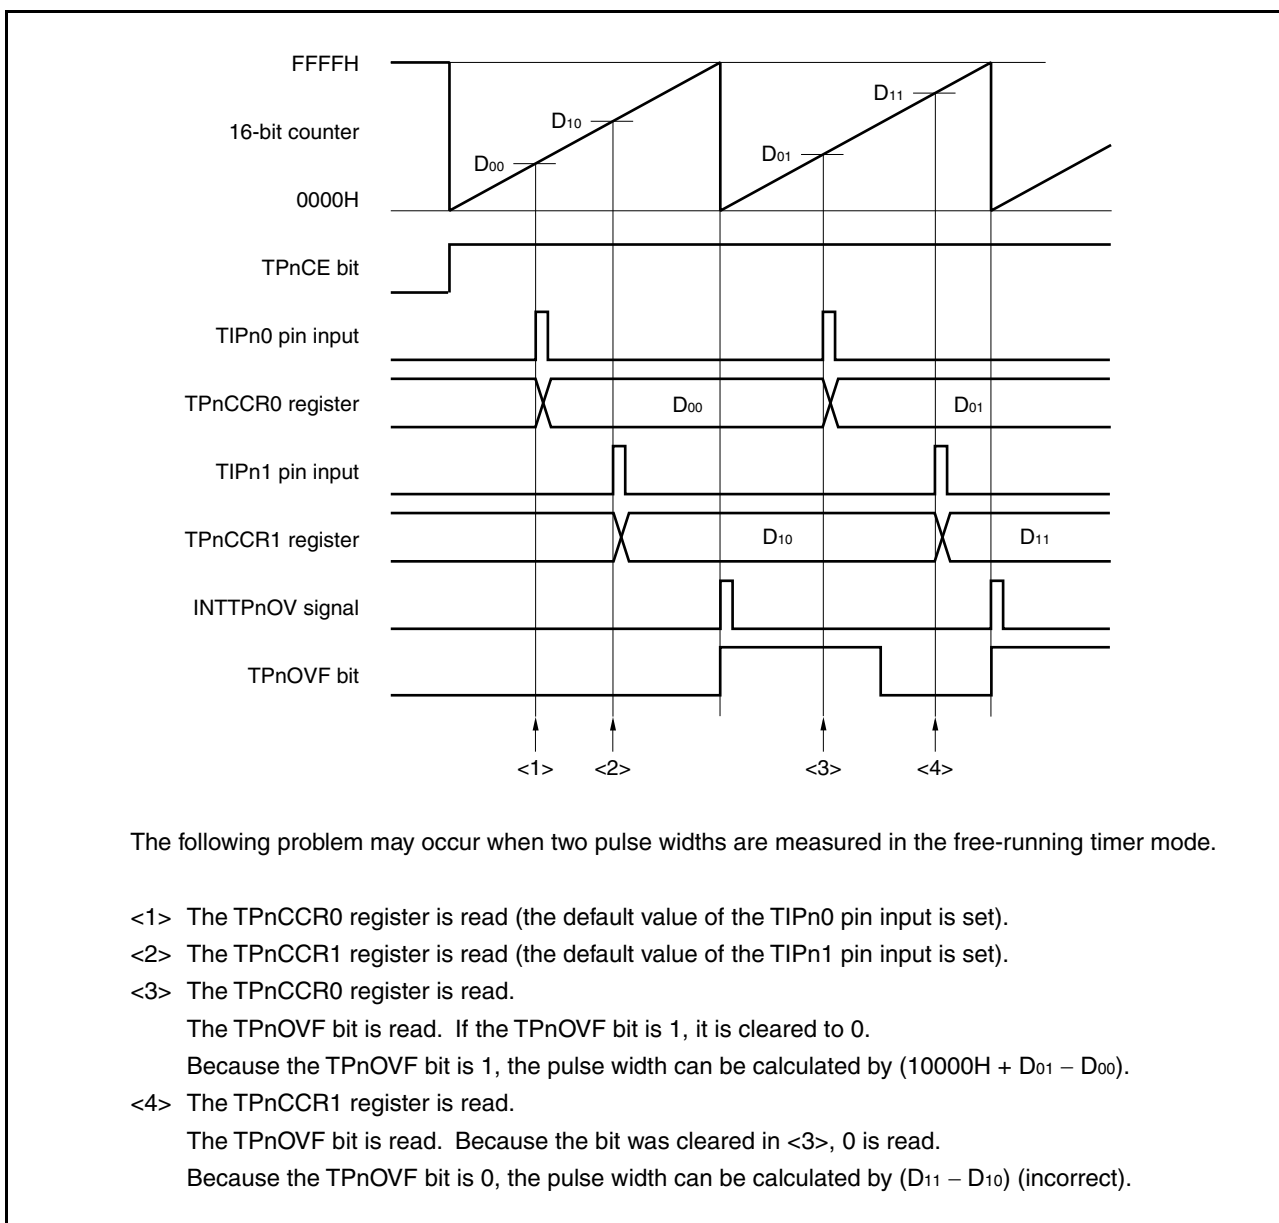 FFFFH
16-bit counter
0000H
D00
D10
D01
D11
TPnCE bit
TIPn0 pin input
TPnCCR0 register
D00
D01
TIPn1 pin input
TPnCCR1 register
D10
D11
INTTPnOV signal
TPnOVF bit
<1> <2> <3> <4>
The following problem may occur when two pulse widths are measured in the free-running timer mode.
<1> The TPnCCR0 register is read (the default value of the TIPn0 pin input is set).
<2> The TPnCCR1 register is read (the default value of the TIPn1 pin input is set).
<3> The TPnCCR0 register is read.
The TPnOVF bit is read. If the TPnOVF bit is 1, it is cleared to 0.
Because the TPnOVF bit is 1, the pulse width can be calculated by (10000H + D01 − D00).
<4> The TPnCCR1 register is read.
The TPnOVF bit is read. Because the bit was cleared in <3>, 0 is read.
Because the TPnOVF bit is 0, the pulse width can be calculated by (D11 − D10) (incorrect).